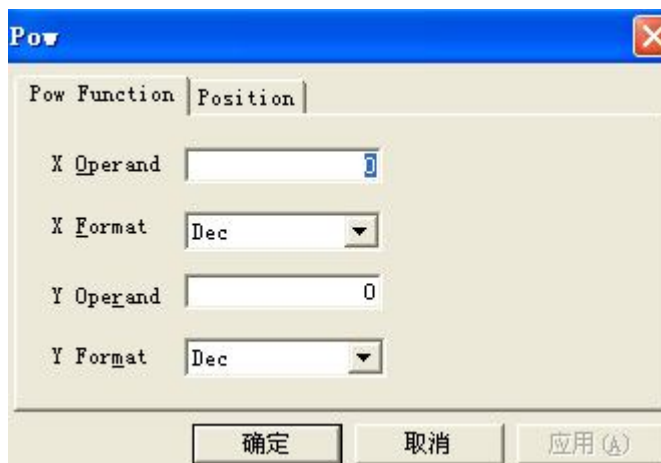 Pow
Pow Function Position
X Operand 0
X Format Dec
Y Operand 0
Y Format Dec
确定 取消 应用(A)